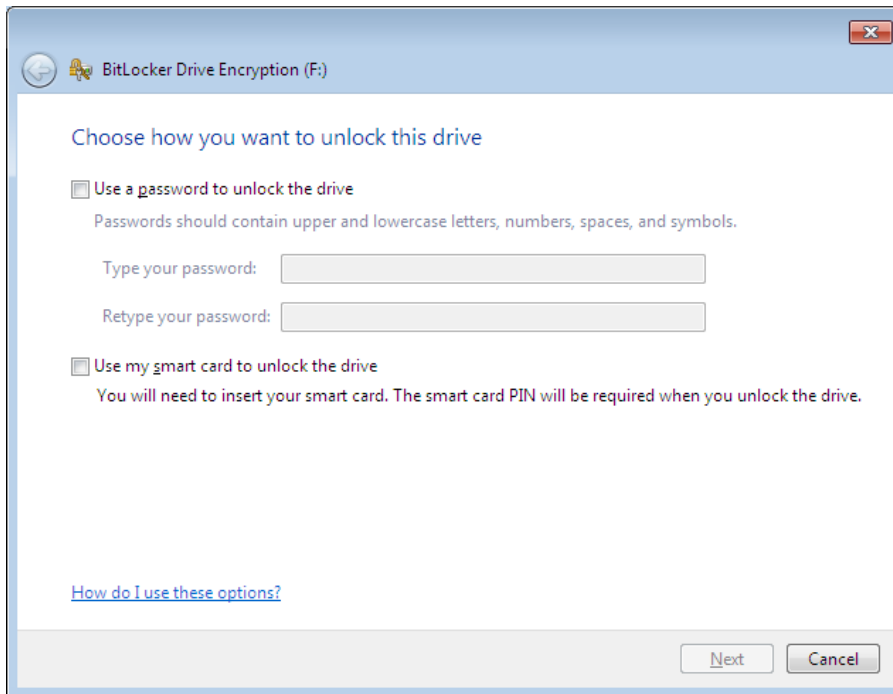 BitLocker Drive Encryption (F:)
Choose how you want to unlock this drive
Use a password to unlock the drive
Passwords should contain upper and lowercase letters, numbers, spaces, and symbols.
Type your password:
Retype your password:
Use my smart card to unlock the drive
You will need to insert your smart card. The smart card PIN will be required when you unlock the drive.
How do I use these options?
Next Cancel